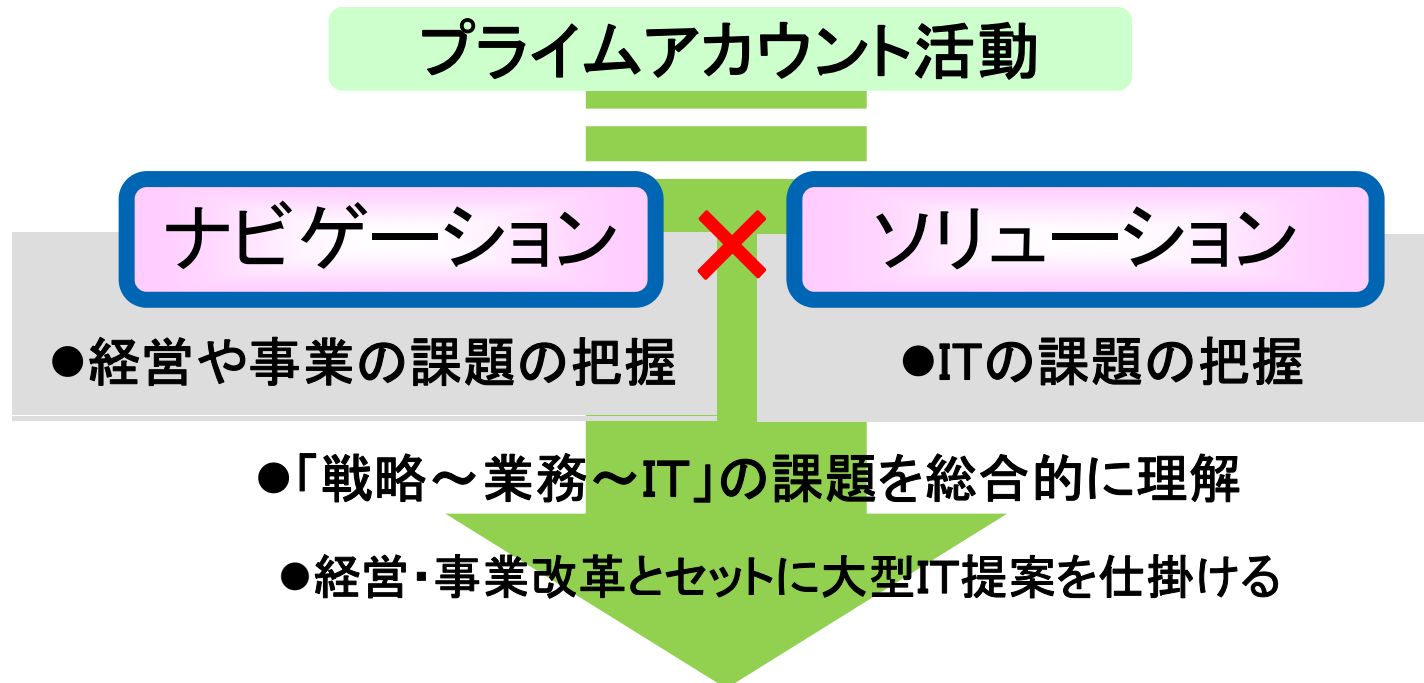 プライムアカウント活動
ナビゲーション
ソリューション
●経営や事業の課題の把握
●ITの課題の把握
●「戦略～業務～IT」の課題を総合的に理解
●経営・事業改革とセットに大型IT提案を仕掛ける